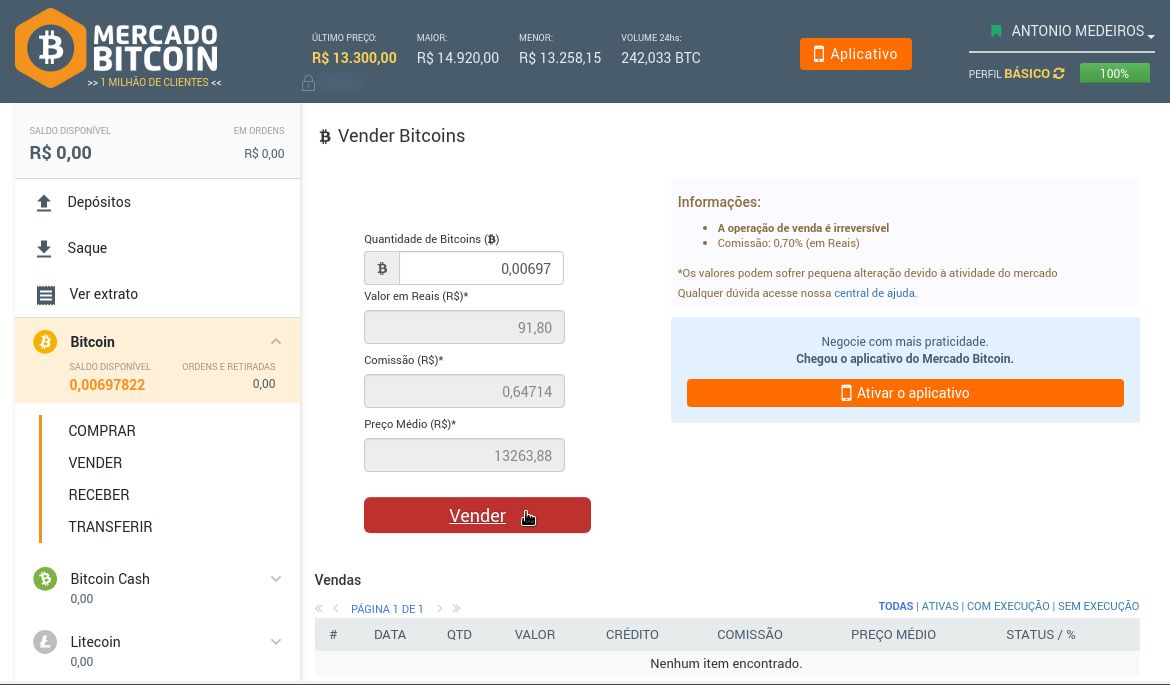 MERCADO
BITCOIN
>> 1 MILHÃO DE CLIENTES <<
ÚLTIMO PREÇO:
R$ 13.300,00
MAIOR:
R$ 14.920,00
MENOR:
R$ 13.258,15
VOLUME 24hs:
242,033 BTC
Aplicativo
ANTONIO MEDEIROS
PERFIL BÁSICO
100%
SALDO DISPONÍVEL
R$ 0,00
EM ORDENS
R$ 0,00
Depósitos
Saque
Ver extrato
Bitcoin
SALDO DISPONÍVEL
0,00697822
ORDENS E RETIRADAS
0,00
COMPRAR
VENDER
RECEBER
TRANSFERIR
Bitcoin Cash
0,00
Litecoin
0,00
Vender Bitcoins
Quantidade de Bitcoins (₿)
₿ 0,00697
Valor em Reais (R$)*
91,80
Comissão (R$)*
0,64714
Preço Médio (R$)*
13263,88
Vender
Informações:
• A operação de venda é irreversível
• Comissão: 0,70% (em Reais)
*Os valores podem sofrer pequena alteração devido à atividade do mercado
Qualquer dúvida acesse nossa central de ajuda.
Negocie com mais praticidade.
Chegou o aplicativo do Mercado Bitcoin.
Ativar o aplicativo
Vendas
« ‹ PÁGINA 1 DE 1 › »
TODAS | ATIVAS | COM EXECUÇÃO | SEM EXECUÇÃO
# DATA QTD VALOR CRÉDITO COMISSÃO PREÇO MÉDIO STATUS / %
Nenhum item encontrado.